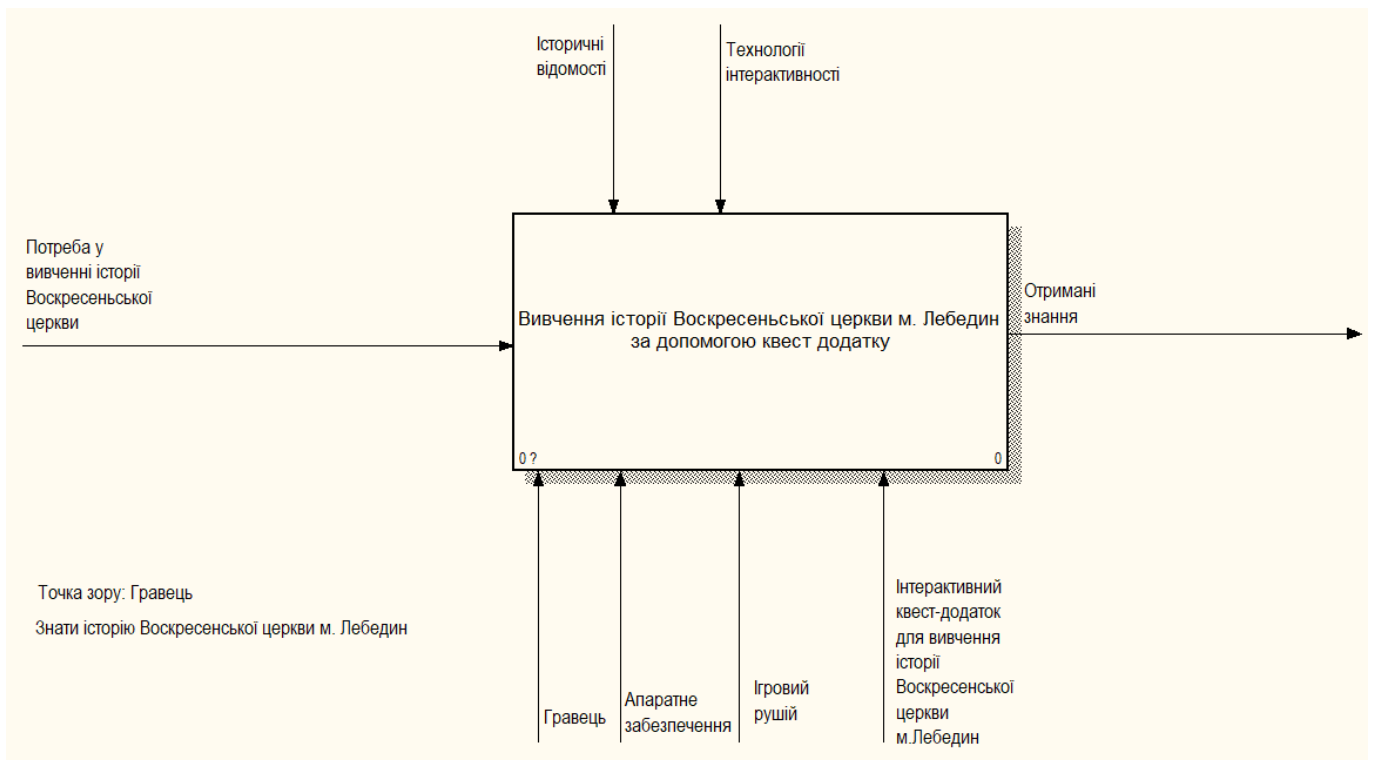 Історичні
відомості
Технології
інтерактивності
Потреба у
вивченні історії
Воскресеньської
церкви
Вивчення історії Воскресеньської церкви м. Лебедин
за допомогою квест додатку
Отримані
знання
0 ?
0
Точка зору: Гравець
Знати історію Воскресенської церкви м. Лебедин
Гравець
Апаратне
забезпечення
Ігровий
рушій
Інтерактивний
квест-додаток
для вивчення
історії
Воскресенської
церкви
м.Лебедин